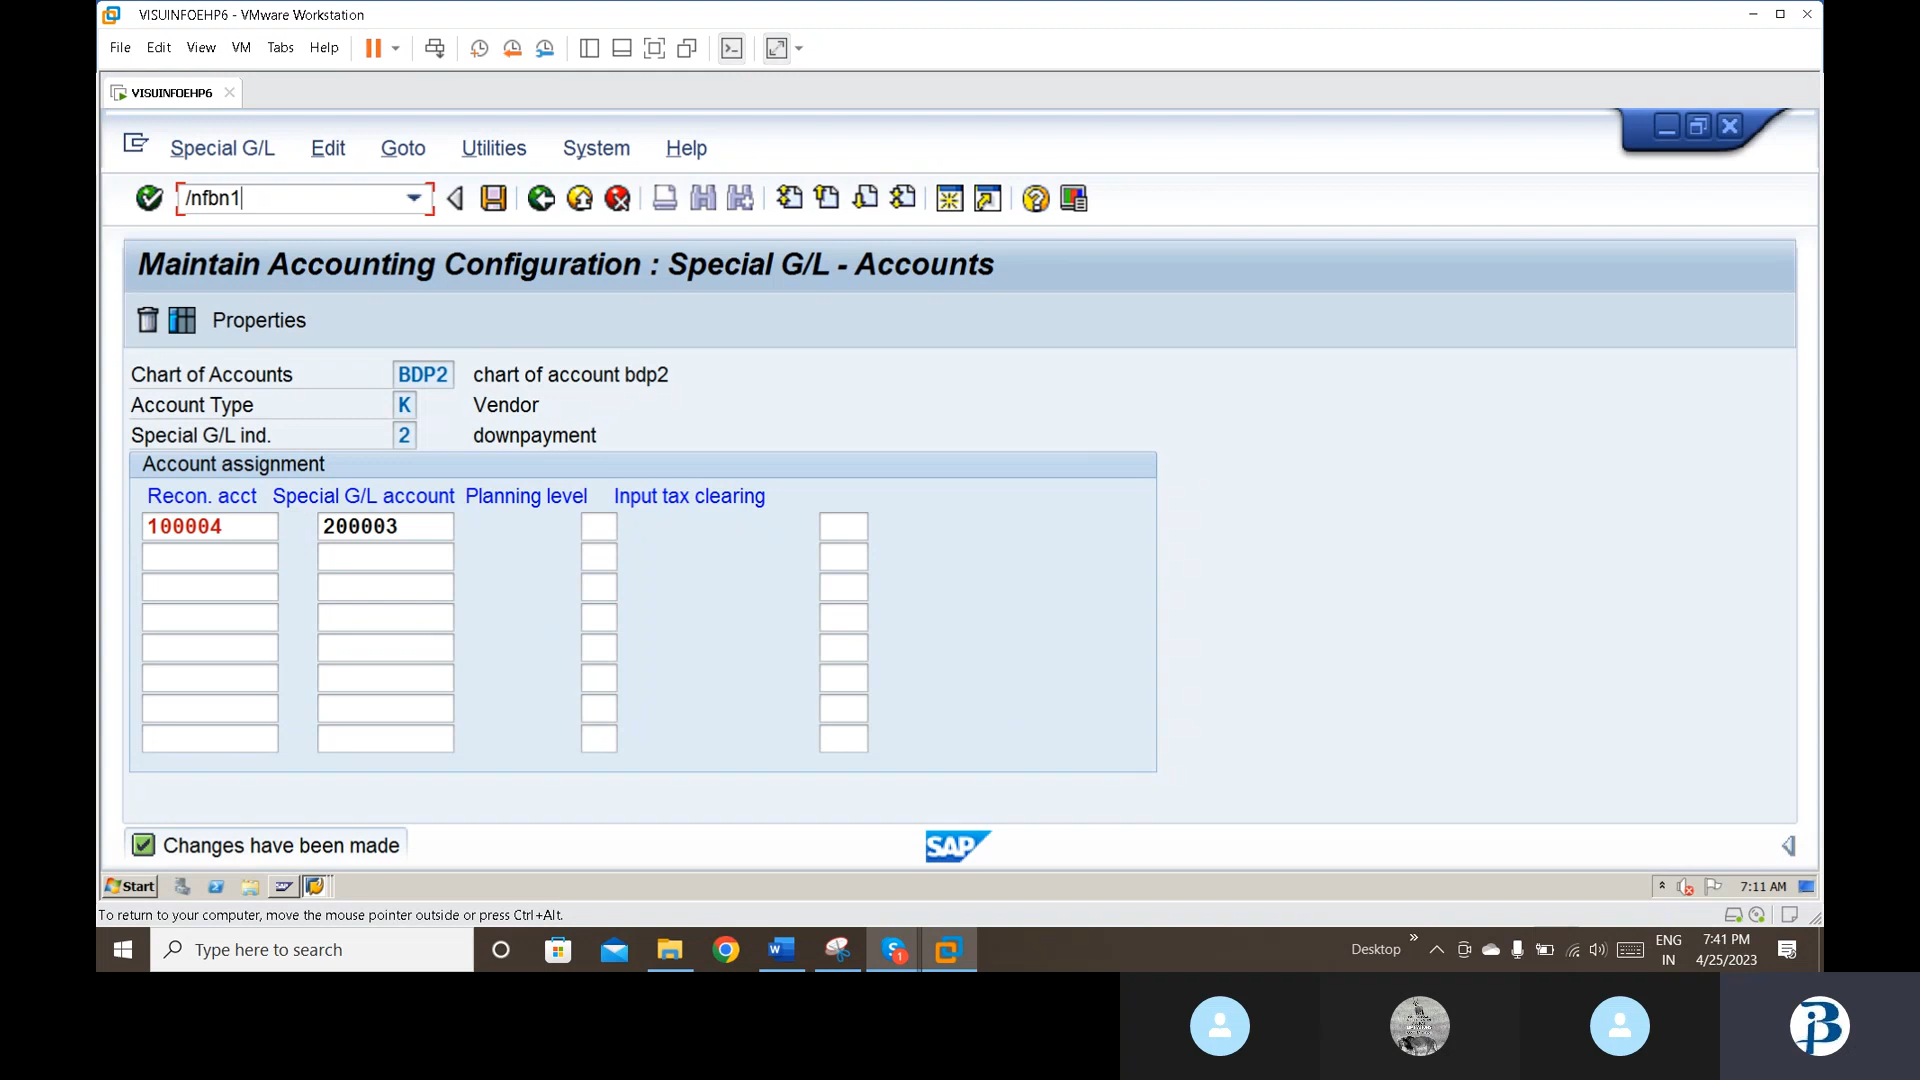 VISUINFOEHP6 - VMware Workstation
File Edit View VM Tabs Help
VISUINFOEHP6
Special G/L Edit Goto Utilities System Help
/nfbn1
Maintain Accounting Configuration : Special G/L - Accounts
Properties
Chart of Accounts BDP2 chart of account bdp2
Account Type K Vendor
Special G/L ind. 2 downpayment
Account assignment
Recon. acct Special G/L account Planning level Input tax clearing
100004 200003
Changes have been made
SAP
Start 7:11 AM
To return to your computer, move the mouse pointer outside or press Ctrl+Alt.
Type here to search
Desktop
ENG
IN
7:41 PM
4/25/2023